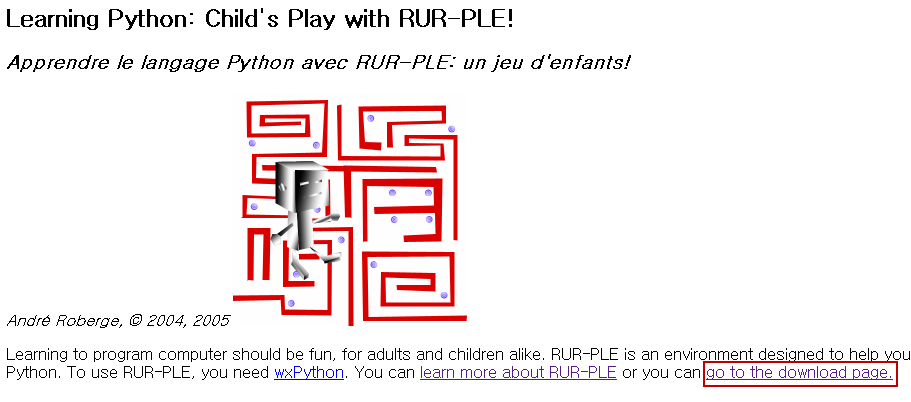 Learning Python: Child's Play with RUR-PLE!
Apprendre le langage Python avec RUR-PLE: un jeu d'enfants!
André Roberge, © 2004, 2005
Learning to program computer should be fun, for adults and children alike. RUR-PLE is an environment designed to help you
Python. To use RUR-PLE, you need wxPython. You can learn more about RUR-PLE or you can go to the download page.